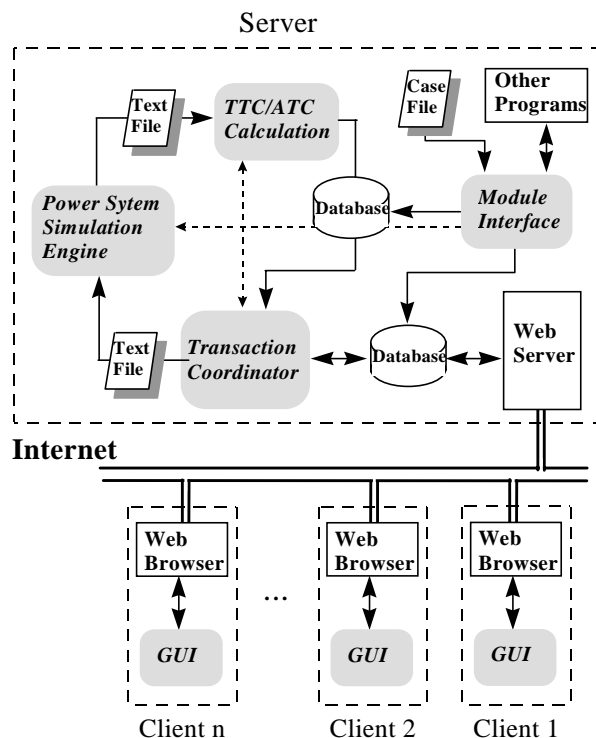 Server
Text
File
TTC/ATC
Calculation
Case
File
Other
Programs
Power Sytem
Simulation
Engine
Database
Module
Interface
Text
File
Transaction
Coordinator
Database
Web
Server
Internet
Web
Browser
Web
Browser
Web
Browser
...
GUI
GUI
GUI
Client n
Client 2
Client 1